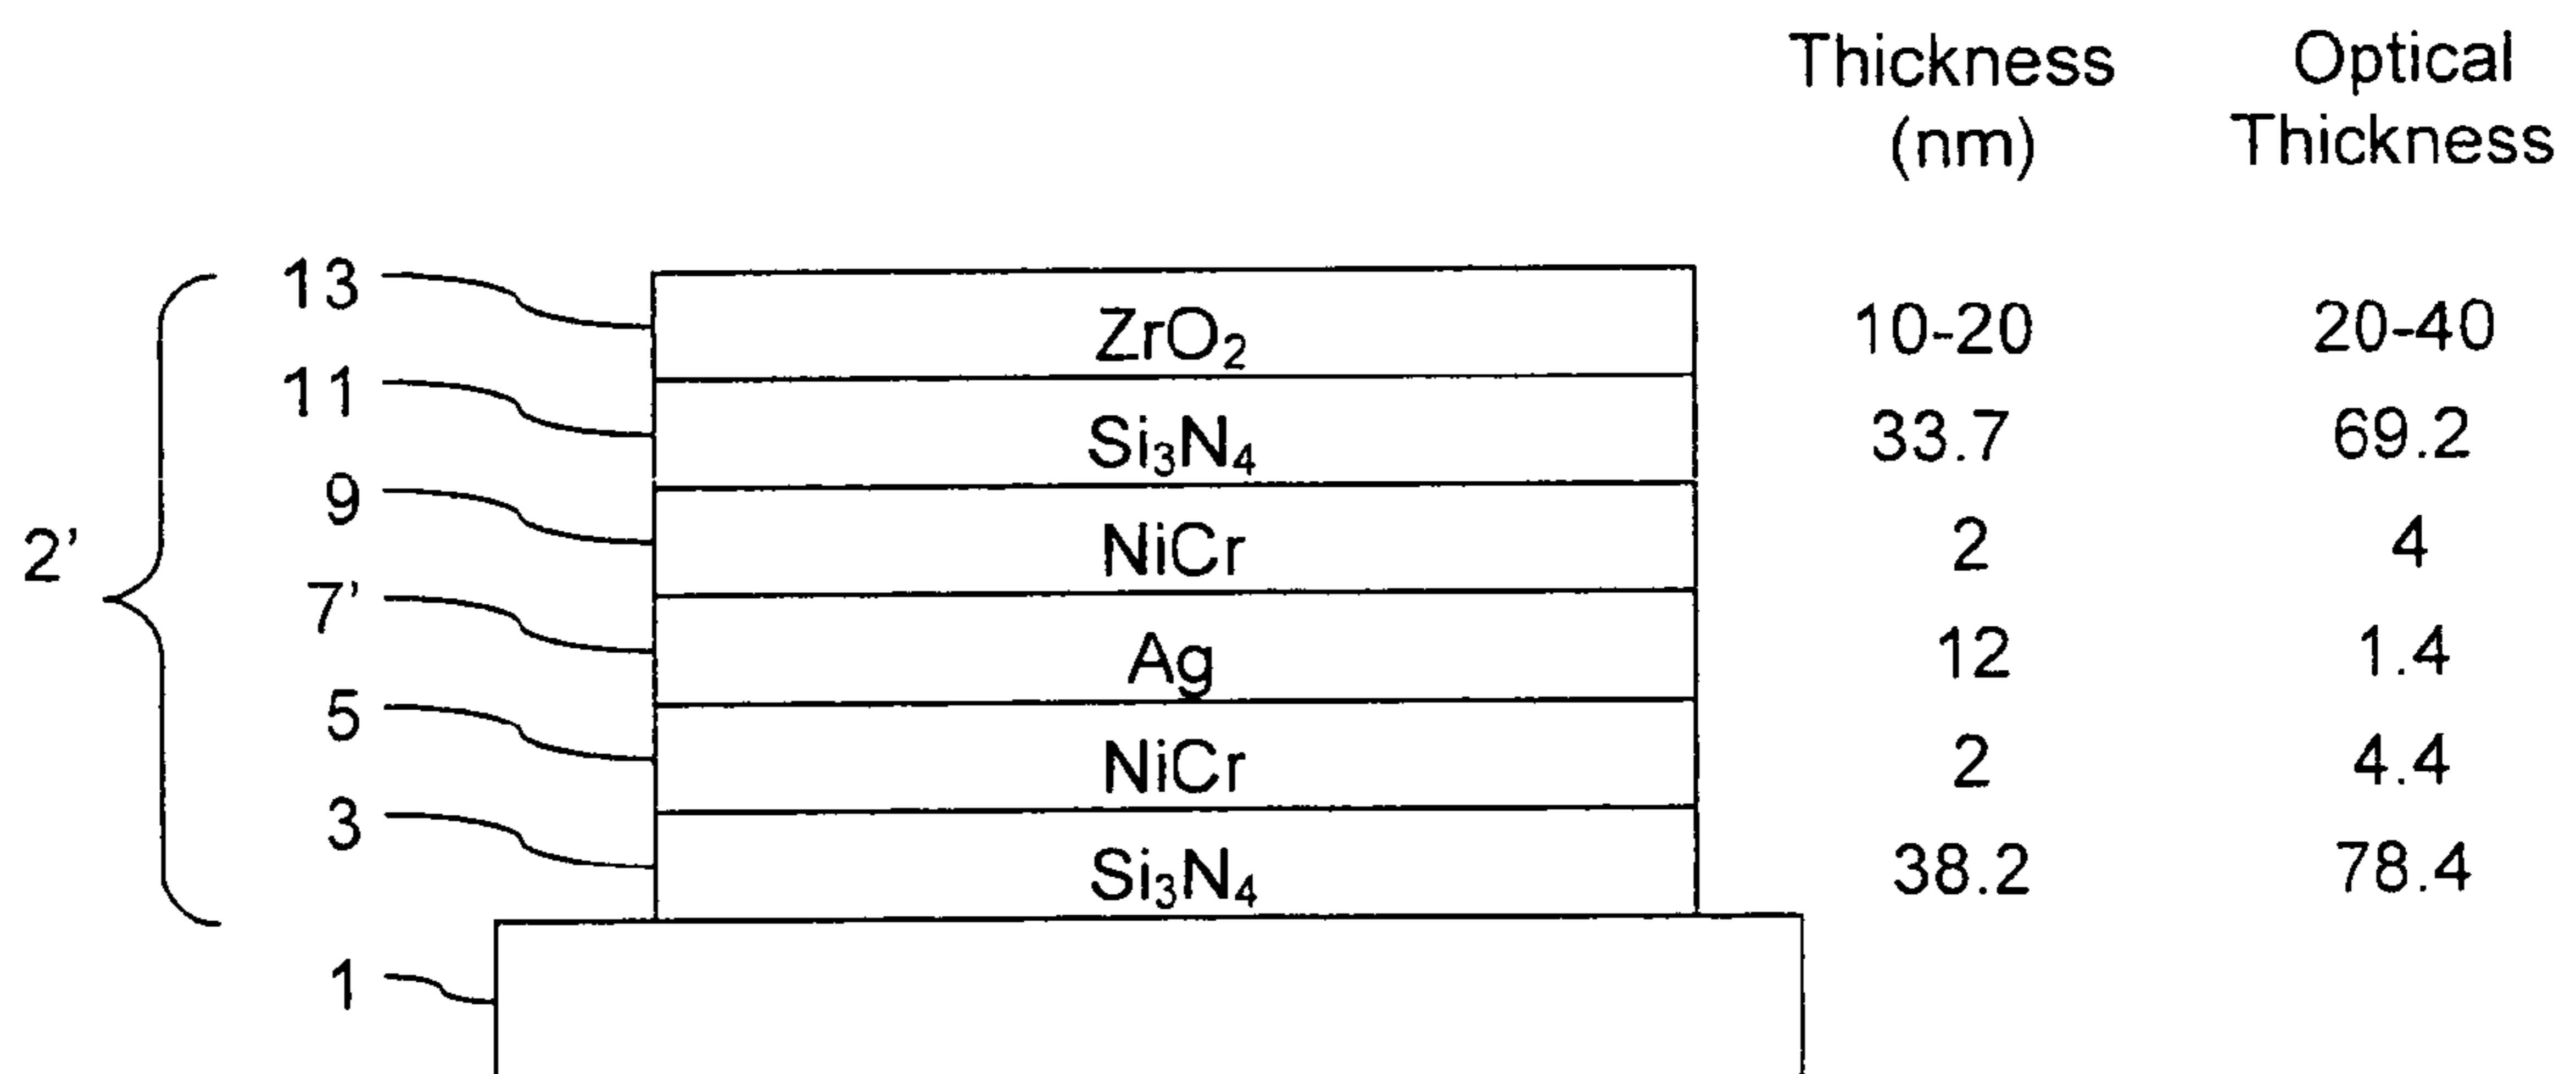 Thickness (nm) Optical Thickness
13 ZrO₂ 10-20 20-40
11 Si₃N₄ 33.7 69.2
9 NiCr 2 4
2’
7’ Ag 12 1.4
5 NiCr 2 4.4
3 Si₃N₄ 38.2 78.4
1